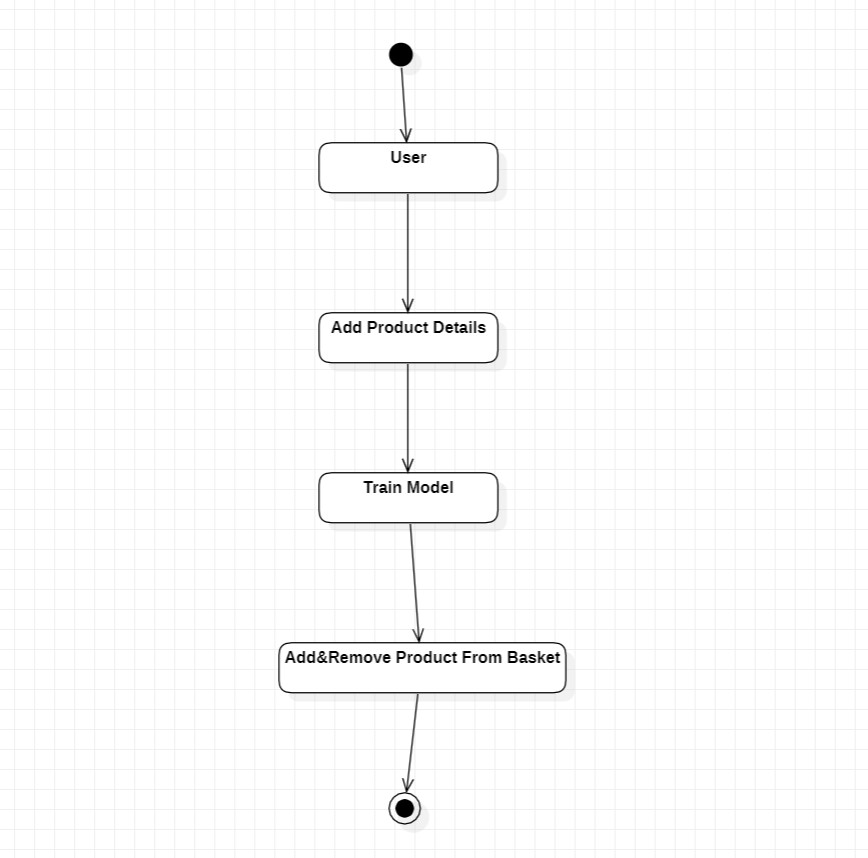 User
Add Product Details
Train Model
Add&Remove Product From Basket